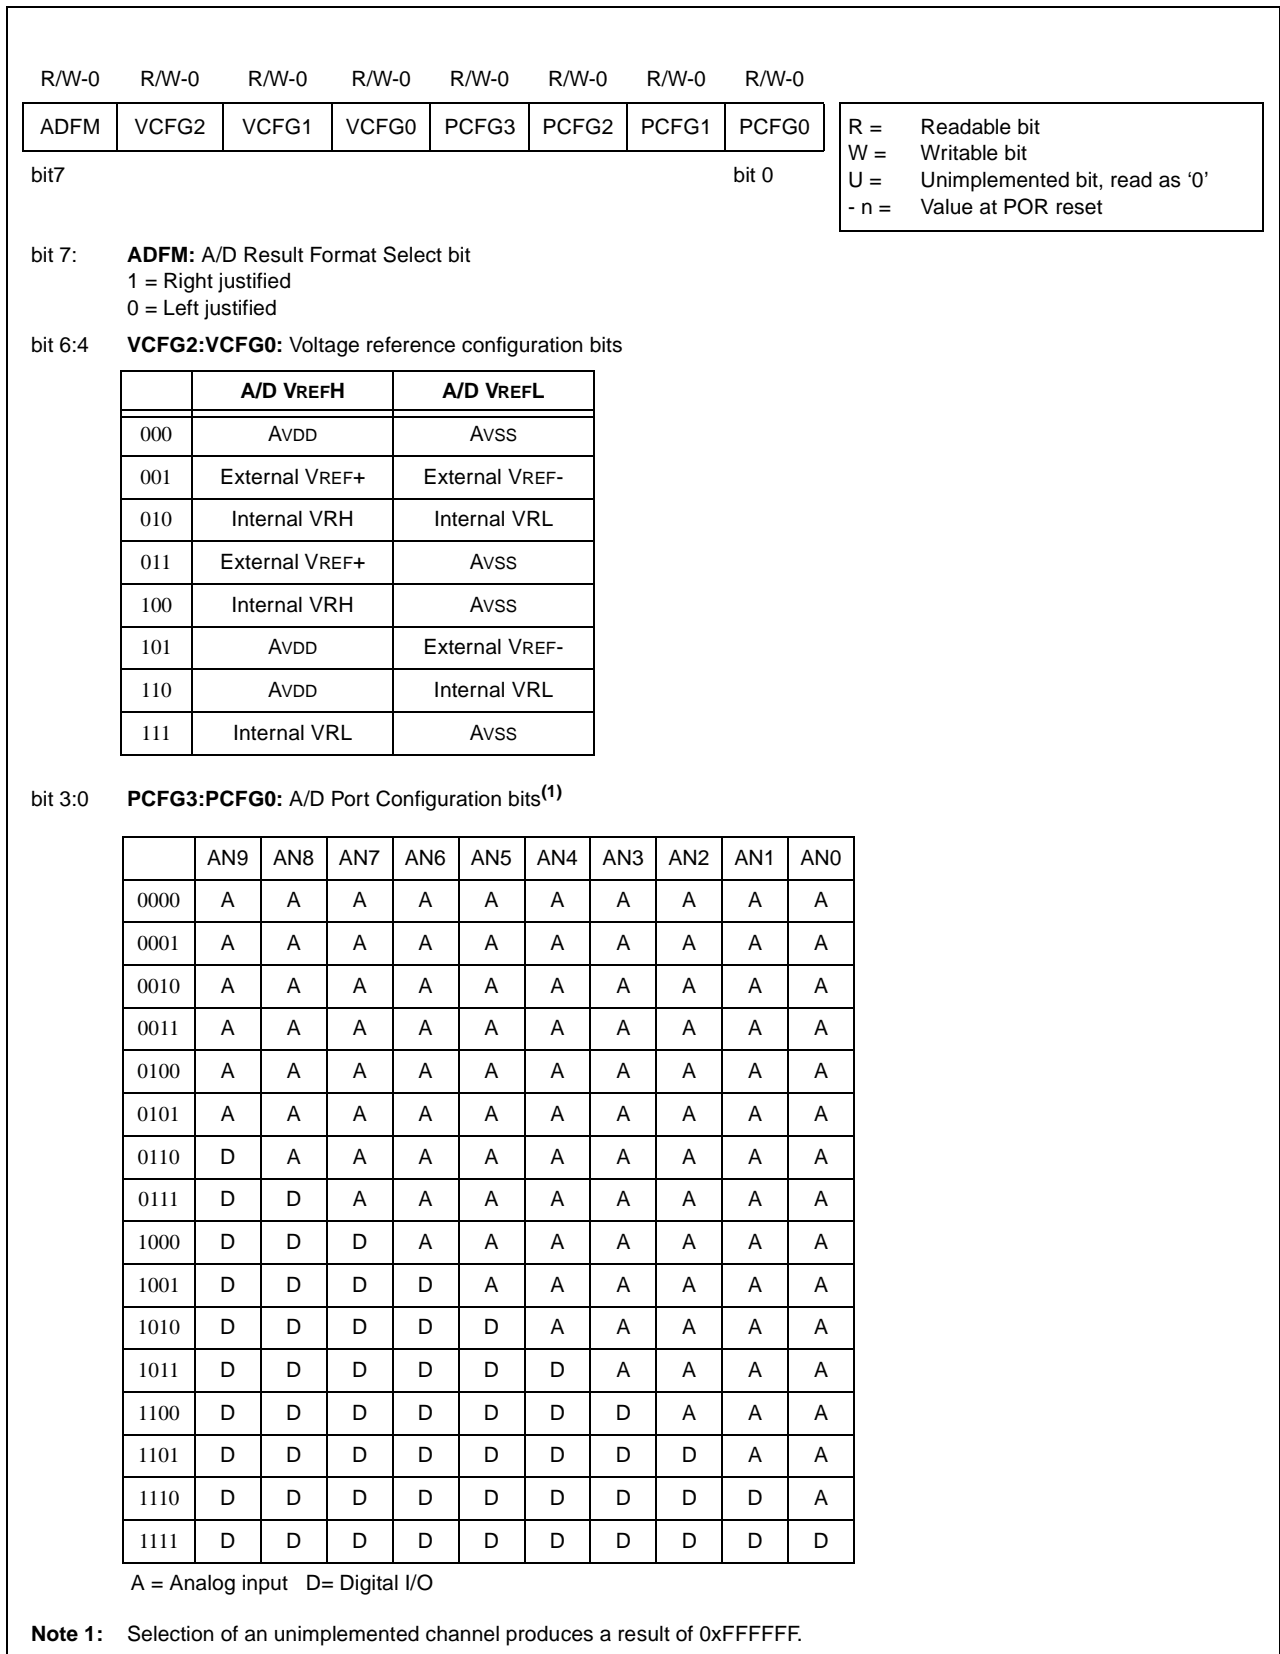 R/W-0 R/W-0 R/W-0 R/W-0 R/W-0 R/W-0 R/W-0 R/W-0
ADFM VCFG2 VCFG1 VCFG0 PCFG3 PCFG2 PCFG1 PCFG0
bit7 bit 0
R = Readable bit
W = Writable bit
U = Unimplemented bit, read as ‘0’
- n = Value at POR reset
bit 7: ADFM: A/D Result Format Select bit
1 = Right justified
0 = Left justified
bit 6:4 VCFG2:VCFG0: Voltage reference configuration bits
A/D VREFH A/D VREFL
000 AVDD AVSS
001 External VREF+ External VREF-
010 Internal VRH Internal VRL
011 External VREF+ AVSS
100 Internal VRH AVSS
101 AVDD External VREF-
110 AVDD Internal VRL
111 Internal VRL AVSS
bit 3:0 PCFG3:PCFG0: A/D Port Configuration bits(1)
AN9 AN8 AN7 AN6 AN5 AN4 AN3 AN2 AN1 AN0
0000 A A A A A A A A A A
0001 A A A A A A A A A A
0010 A A A A A A A A A A
0011 A A A A A A A A A A
0100 A A A A A A A A A A
0101 A A A A A A A A A A
0110 D A A A A A A A A A
0111 D D A A A A A A A A
1000 D D D A A A A A A A
1001 D D D D A A A A A A
1010 D D D D D A A A A A
1011 D D D D D D A A A A
1100 D D D D D D D A A A
1101 D D D D D D D D A A
1110 D D D D D D D D D A
1111 D D D D D D D D D D
A = Analog input D= Digital I/O
Note 1: Selection of an unimplemented channel produces a result of 0xFFFFFF.